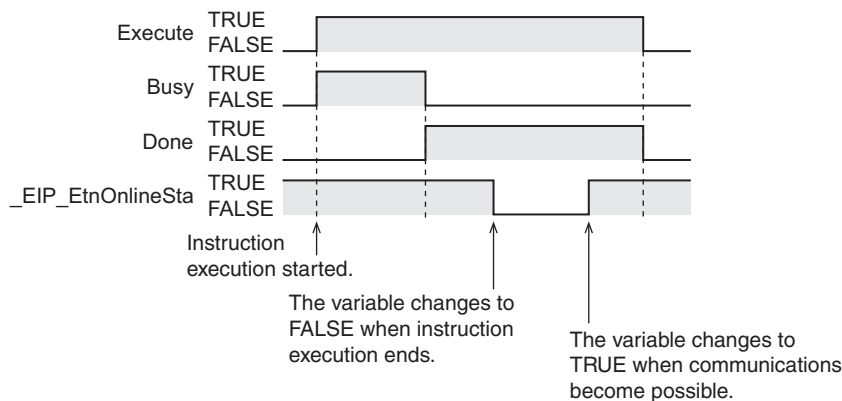 Execute
TRUE
FALSE
Busy
TRUE
FALSE
Done
TRUE
FALSE
_EIP_EtnOnlineSta
TRUE
FALSE
Instruction
execution started.
The variable changes to
FALSE when instruction
execution ends.
The variable changes to
TRUE when communications
become possible.